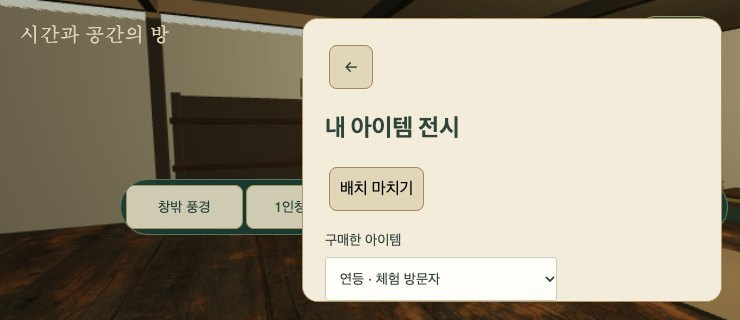 시간과 공간의 방
←
내 아이템 전시
배치 마치기
창밖 풍경
1인칭
구매한 아이템
연등 · 체험 방문자